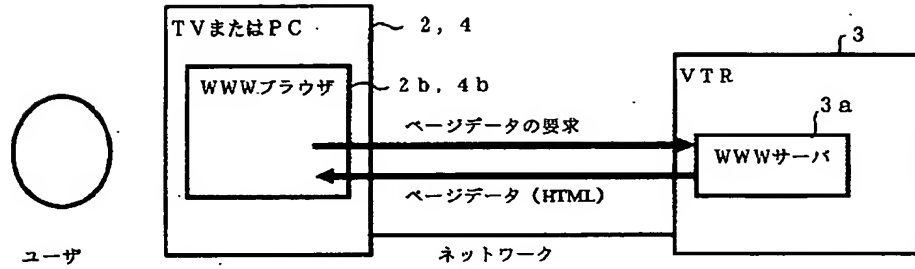 TVまたはPC
2, 4
3
WWWブラウザ
2b, 4b
VTR
3a
ページデータの要求
WWWサーバ
ページデータ (HTML)
ユーザ
ネットワーク